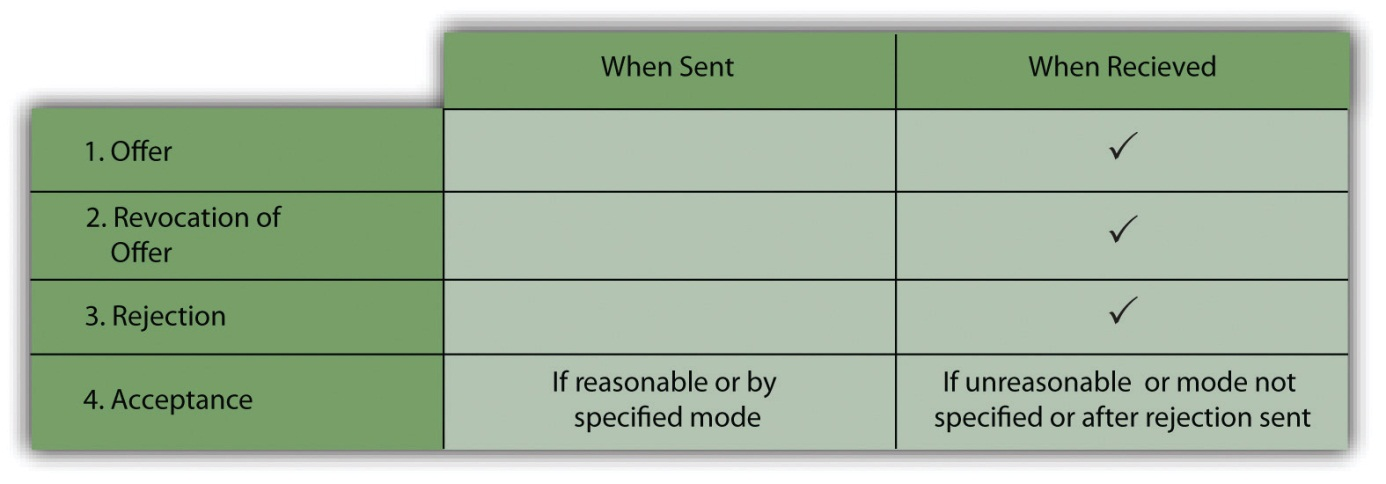 When Sent
When Recieved
1. Offer
✓
2. Revocation of
Offer
✓
3. Rejection
✓
4. Acceptance
If reasonable or by
specified mode
If unreasonable or mode not
specified or after rejection sent